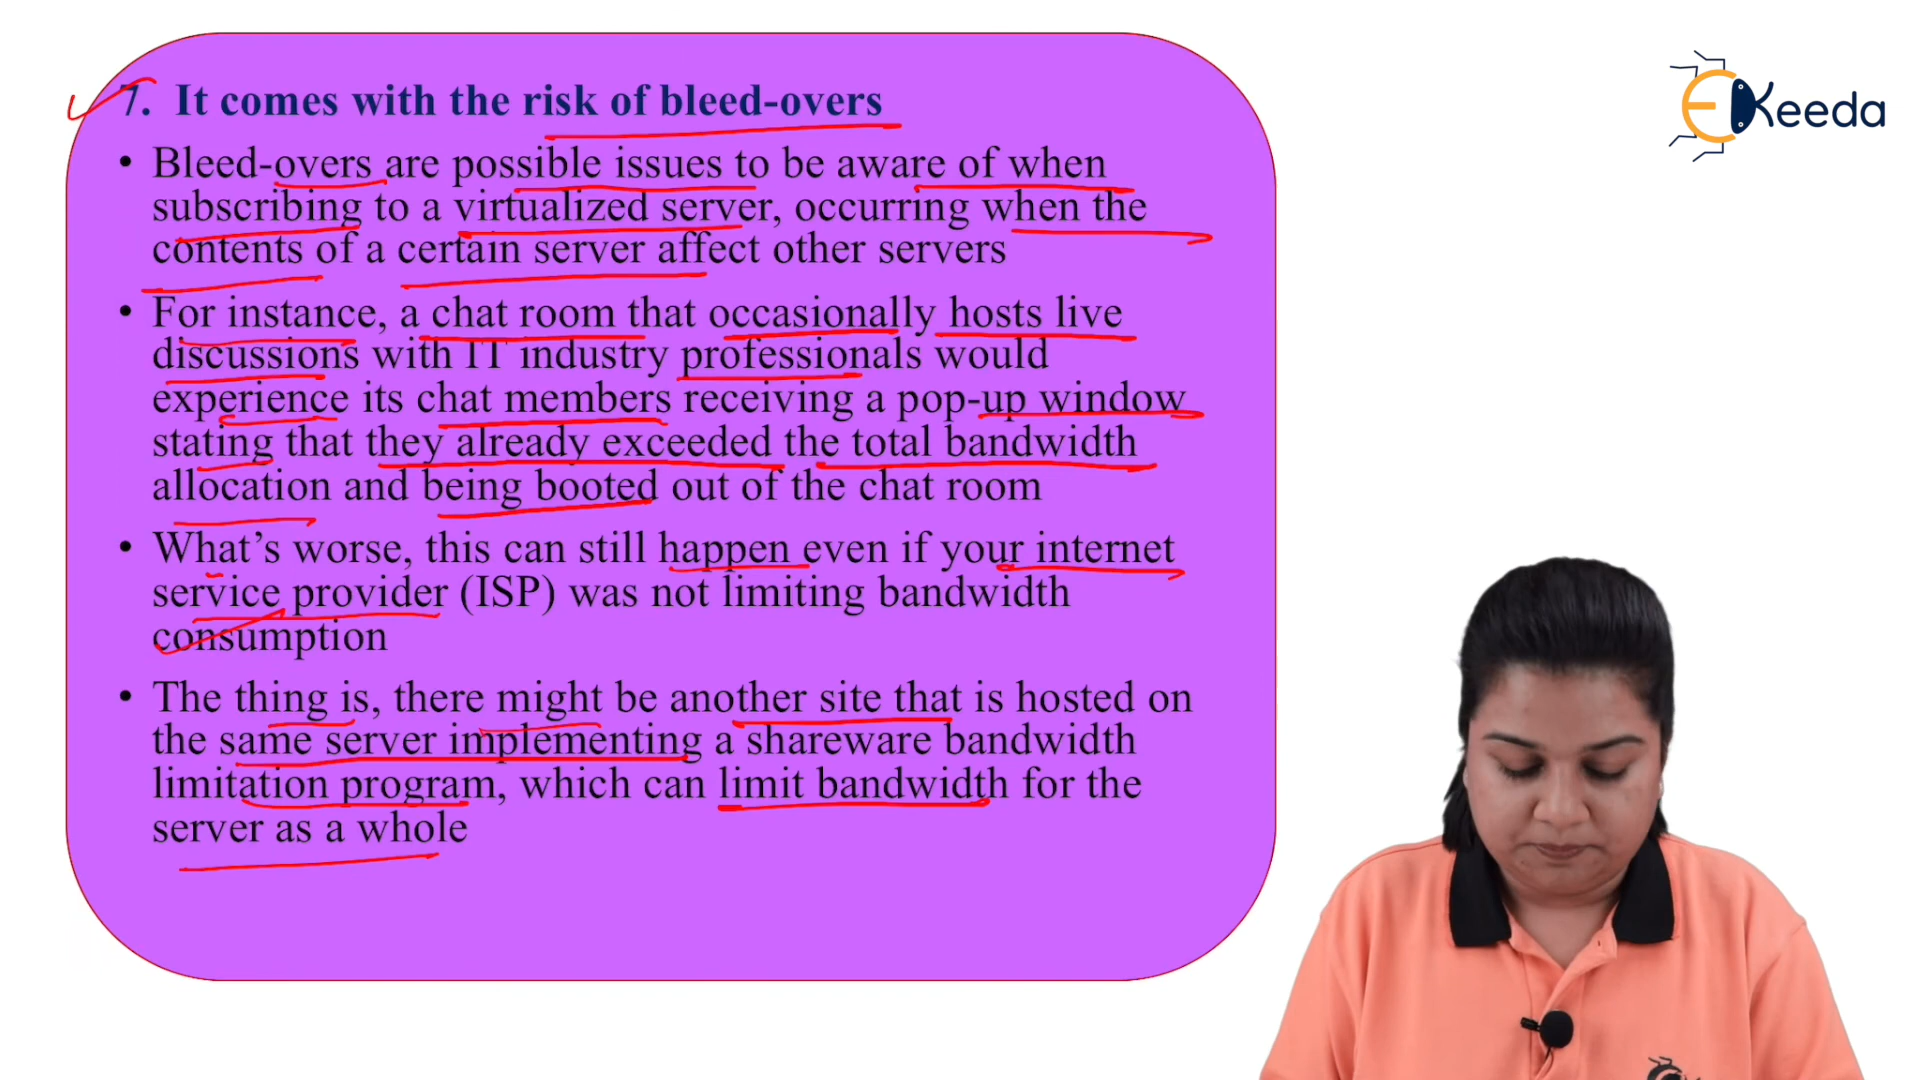 EKeeda
7. It comes with the risk of bleed-overs
• Bleed-overs are possible issues to be aware of when
subscribing to a virtualized server, occurring when the
contents of a certain server affect other servers
• For instance, a chat room that occasionally hosts live
discussions with IT industry professionals would
experience its chat members receiving a pop-up window
stating that they already exceeded the total bandwidth
allocation and being booted out of the chat room
• What’s worse, this can still happen even if your internet
service provider (ISP) was not limiting bandwidth
consumption
• The thing is, there might be another site that is hosted on
the same server implementing a shareware bandwidth
limitation program, which can limit bandwidth for the
server as a whole